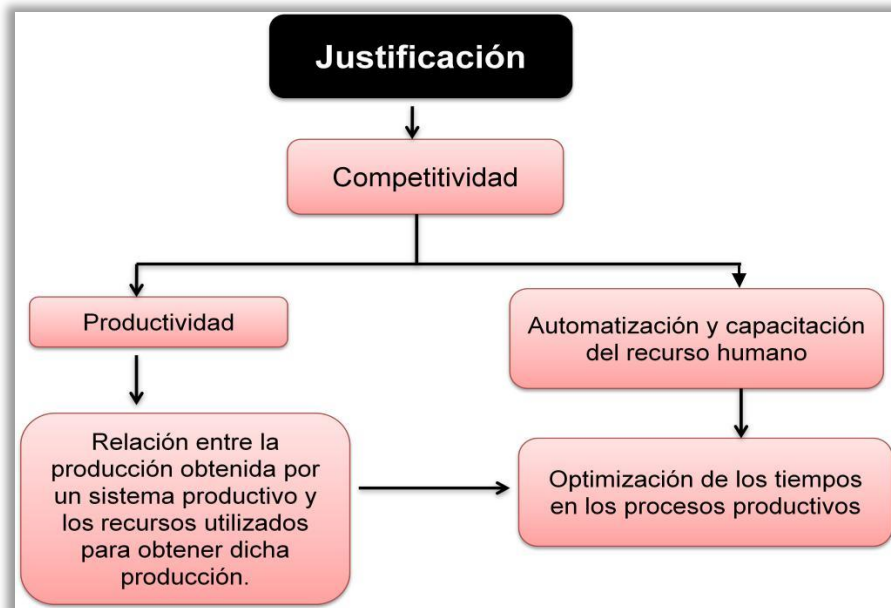 Justificación
Competitividad
Productividad
Automatización y capacitación
del recurso humano
Relación entre la
producción obtenida por
un sistema productivo y
los recursos utilizados
para obtener dicha
producción.
Optimización de los tiempos
en los procesos productivos